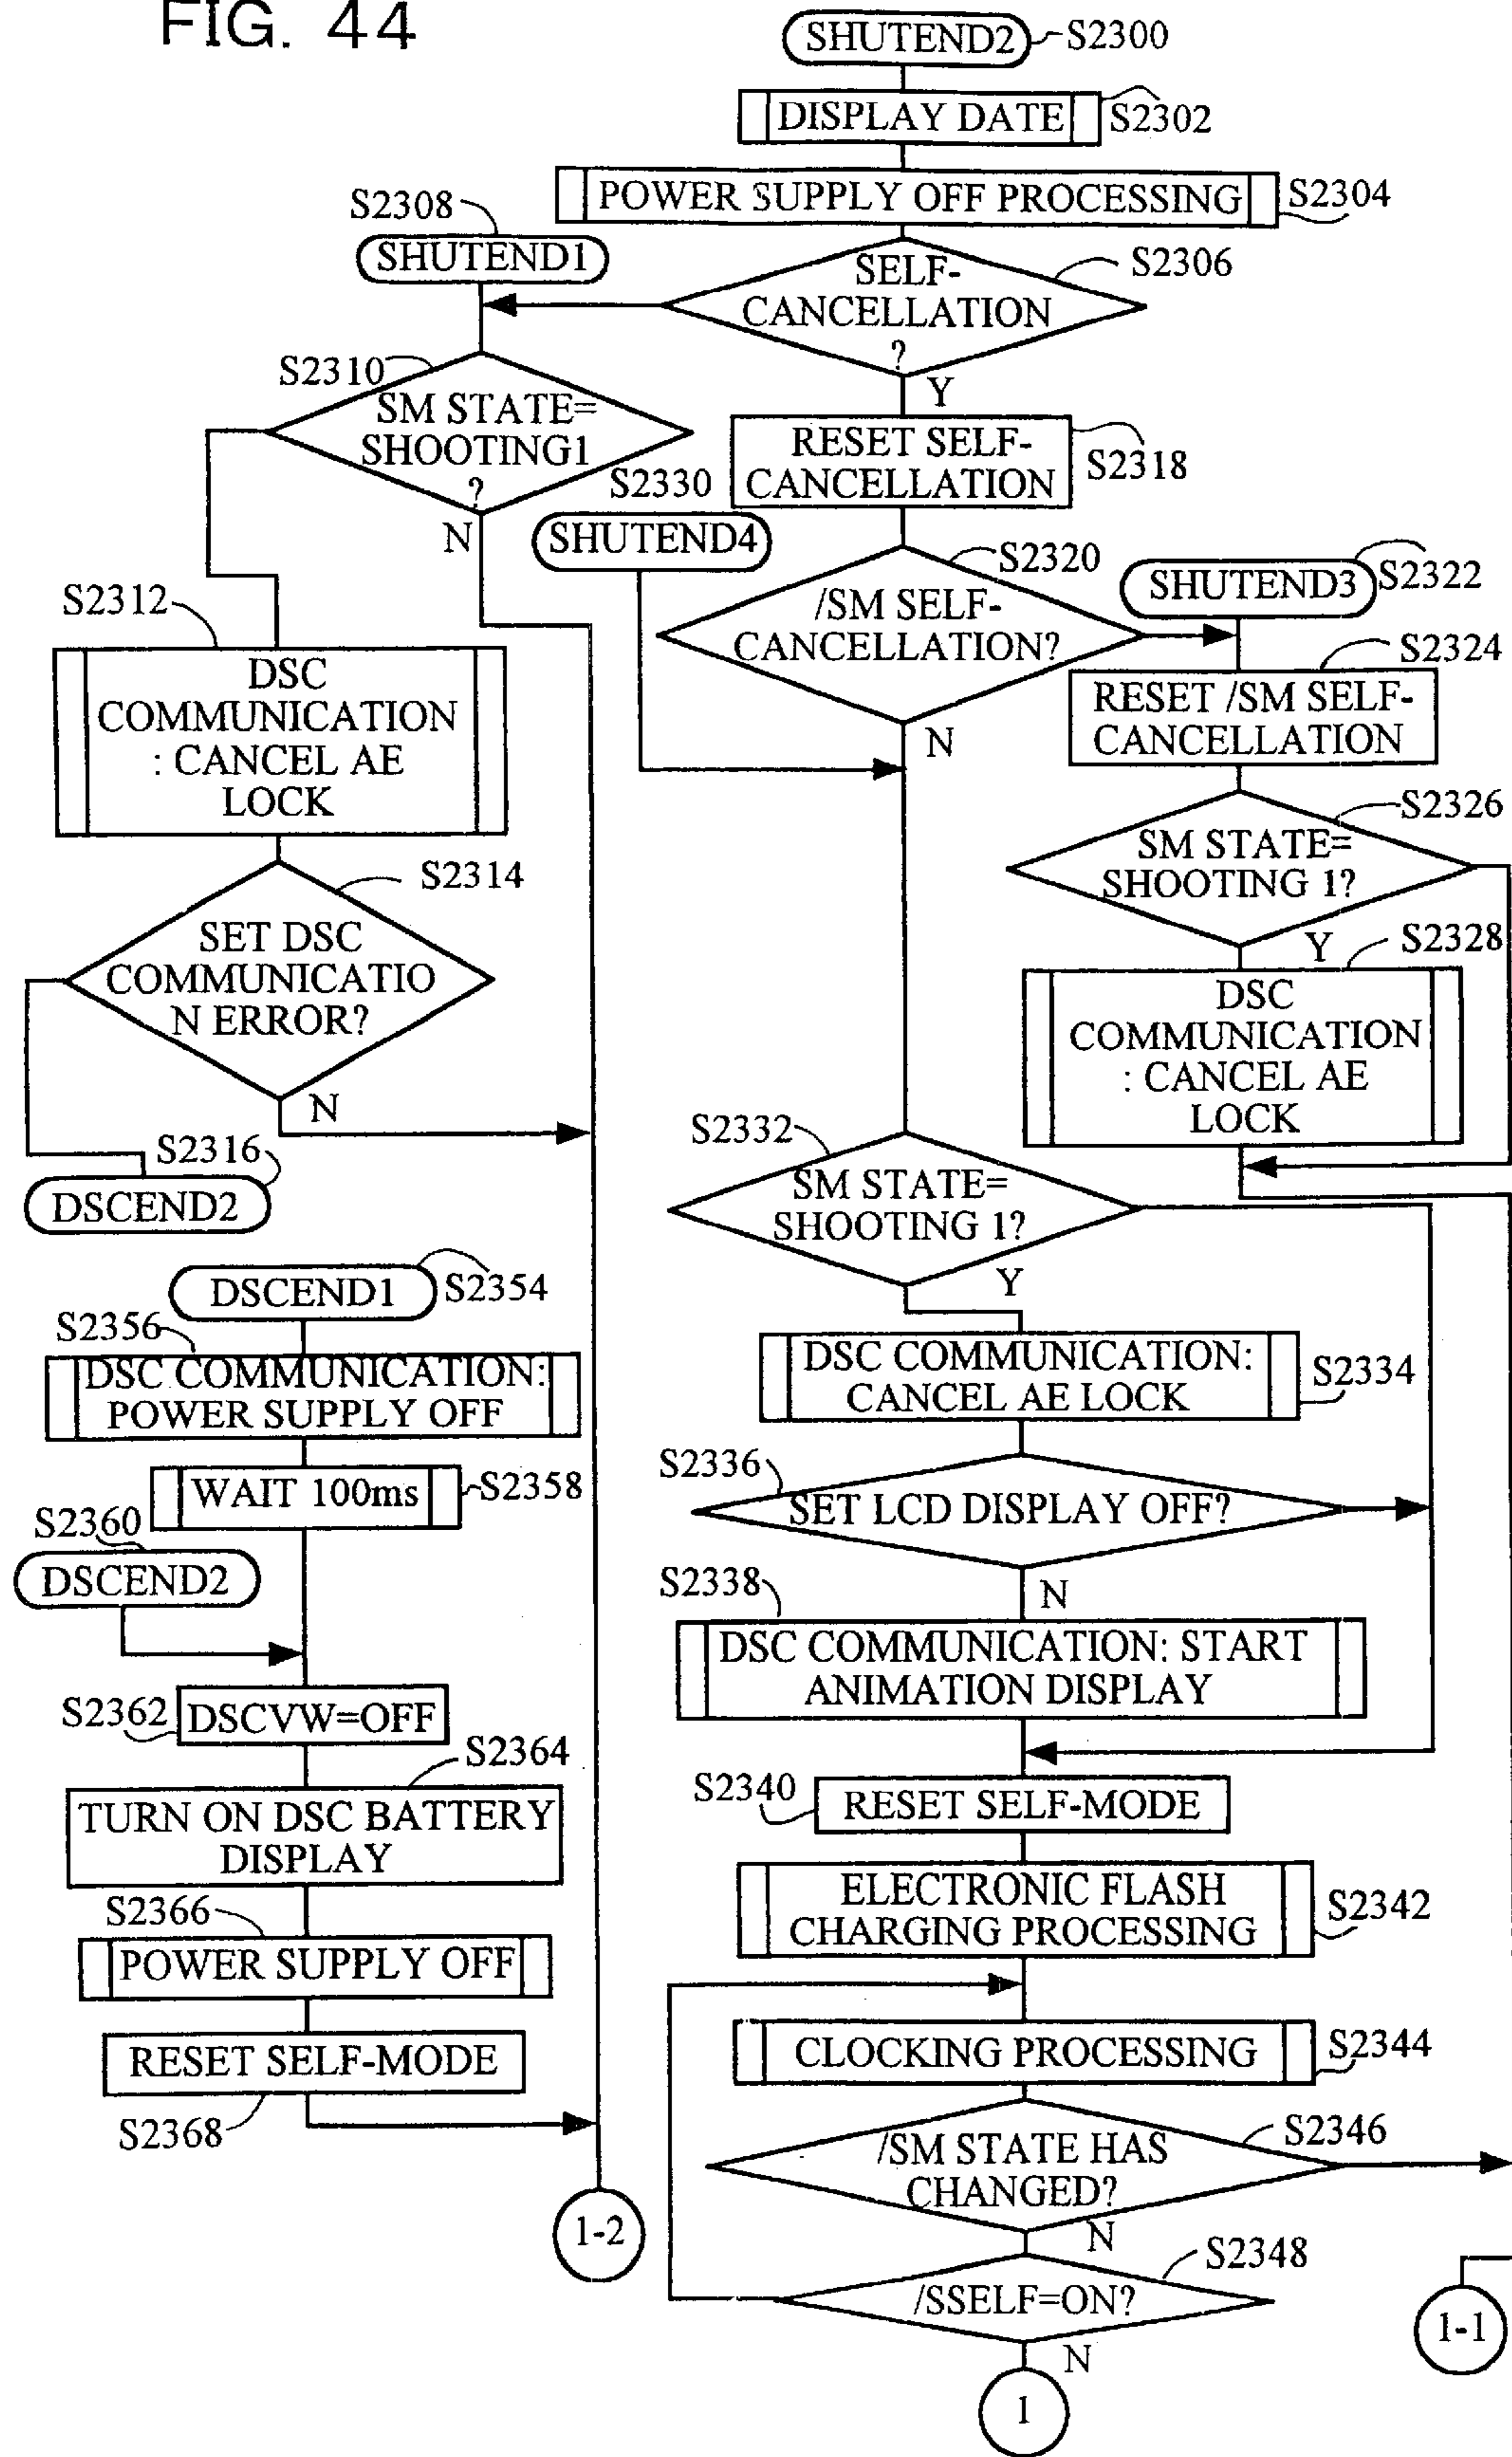 FIG. 44
SHUTEND2
S2300
DISPLAY DATE
S2302
POWER SUPPLY OFF PROCESSING
S2304
S2308
SHUTEND1
SELF-
CANCELLATION
?
S2306
Y
S2310
SM STATE=
SHOOTING1
?
N
RESET SELF-
CANCELLATION
S2318
S2330
SHUTEND4
S2320
/SM SELF-
CANCELLATION?
N
SHUTEND3
S2322
S2324
RESET /SM SELF-
CANCELLATION
S2312
DSC
COMMUNICATION
: CANCEL AE
LOCK
S2326
SM STATE=
SHOOTING 1?
Y
S2314
SET DSC
COMMUNICATIO
N ERROR?
N
S2328
DSC
COMMUNICATION
: CANCEL AE
LOCK
S2316
DSCEND2
S2332
SM STATE=
SHOOTING 1?
Y
DSCEND1
S2354
S2356
DSC COMMUNICATION:
POWER SUPPLY OFF
DSC COMMUNICATION:
CANCEL AE LOCK
S2334
WAIT 100ms
S2358
S2336
SET LCD DISPLAY OFF?
N
S2360
DSCEND2
S2338
DSC COMMUNICATION: START
ANIMATION DISPLAY
S2362
DSCVW=OFF
S2364
TURN ON DSC BATTERY
DISPLAY
S2340
RESET SELF-MODE
S2366
POWER SUPPLY OFF
ELECTRONIC FLASH
CHARGING PROCESSING
S2342
RESET SELF-MODE
S2368
CLOCKING PROCESSING
S2344
/SM STATE HAS
CHANGED?
S2346
N
1-2
S2348
/SSELF=ON?
N
1-1
1